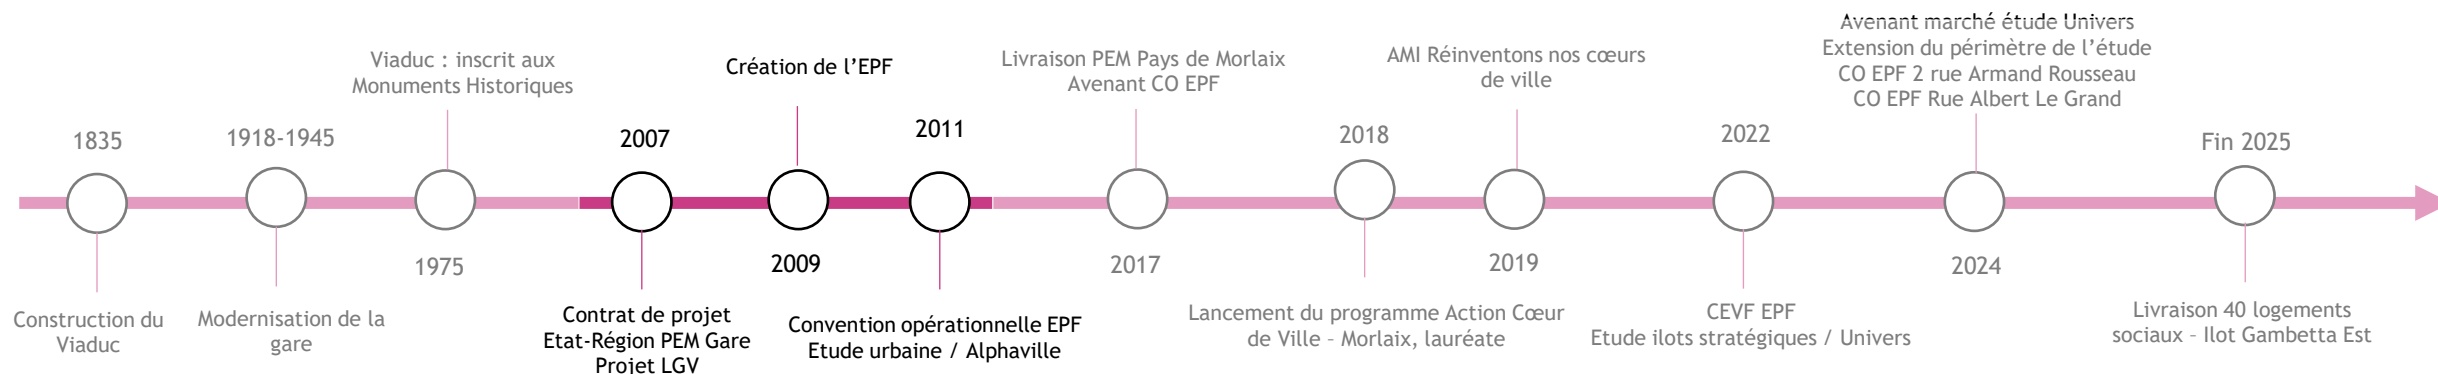 1835
Construction du
Viaduc
1918-1945
Modernisation de la
gare
Viaduc : inscrit aux
Monuments Historiques
1975
2007
Contrat de projet
Etat-Région PEM Gare
Projet LGV
Création de l’EPF
2009
2011
Convention opérationnelle EPF
Etude urbaine / Alphaville
Livraison PEM Pays de Morlaix
Avenant CO EPF
2017
2018
Lancement du programme Action Cœur
de Ville – Morlaix, lauréate
AMI Réinventons nos cœurs
de ville
2019
2022
CEVF EPF
Etude ilots stratégiques / Univers
Avenant marché étude Univers
Extension du périmètre de l’étude
CO EPF 2 rue Armand Rousseau
CO EPF Rue Albert Le Grand
2024
Fin 2025
Livraison 40 logements
sociaux – Ilot Gambetta Est